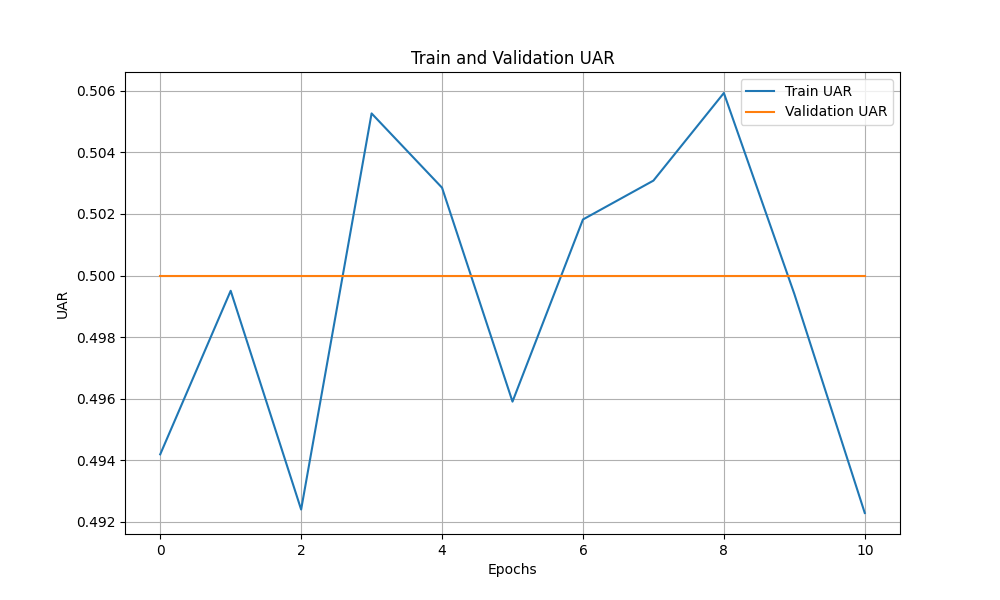 Train and Validation UAR
Train UAR
Validation UAR
0.506
0.504
0.502
0.500
0.498
0.496
0.494
0.492
UAR
0 2 4 6 8 10
Epochs